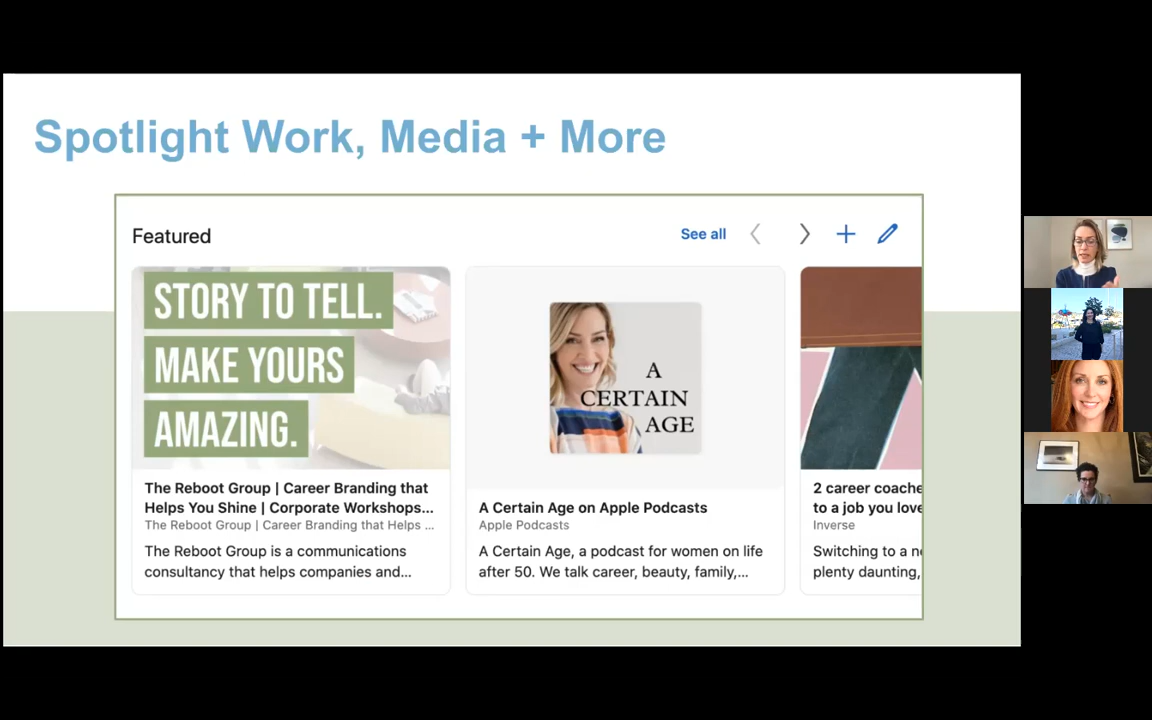 Spotlight Work, Media + More
Featured
See all
STORY TO TELL.
MAKE YOURS
AMAZING.
The Reboot Group | Career Branding that
Helps You Shine | Corporate Workshops...
The Reboot Group | Career Branding that Helps ...
The Reboot Group is a communications
consultancy that helps companies and...
A
CERTAIN
AGE
A Certain Age on Apple Podcasts
Apple Podcasts
A Certain Age, a podcast for women on life
after 50. We talk career, beauty, family,...
2 career coache
to a job you love
Inverse
Switching to a n
plenty daunting,